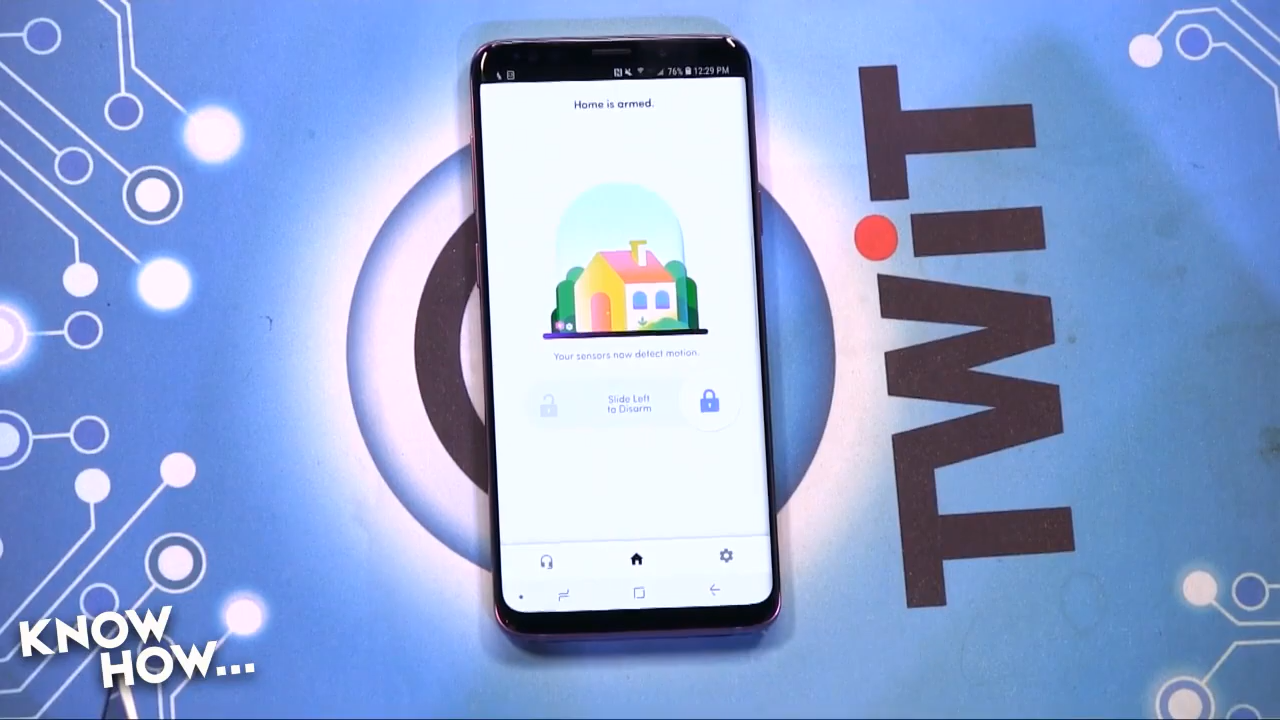 76% 12:29 PM
Home is armed.
Your sensors now detect motion.
Slide Left
to Disarm
TWiT
KNOW
HOW...